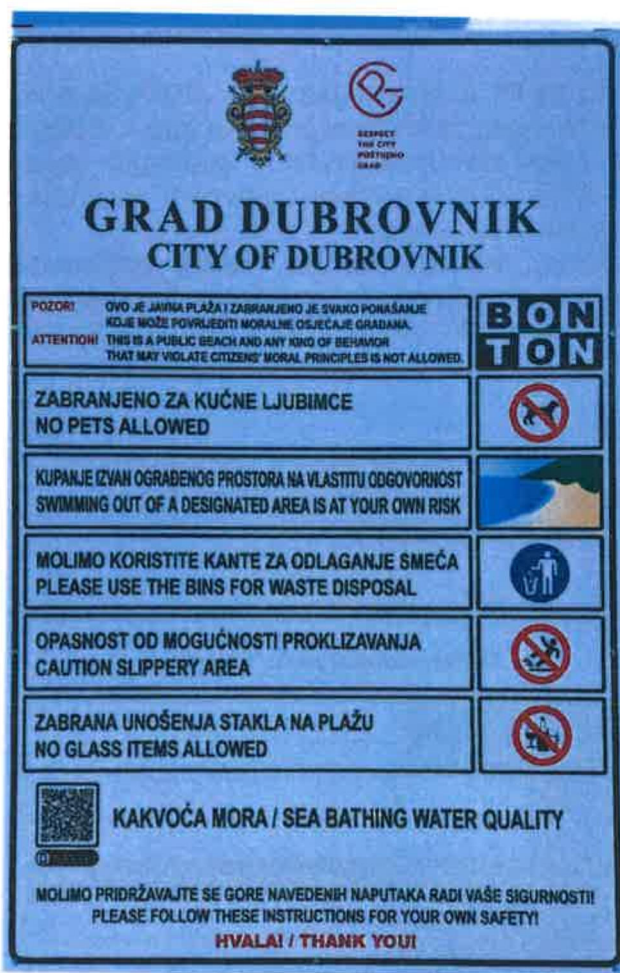 RESPECT
THE CITY
POŠTUJMO
GRAD
GRAD DUBROVNIK
CITY OF DUBROVNIK
POZOR! OVO JE JAVNA PLAŽA I ZABRANJENO JE SVAKO PONAŠANJE
KOJE MOŽE POVRIJEDITI MORALNE OSJEĆAJE GRAĐANA.
ATTENTION! THIS IS A PUBLIC BEACH AND ANY KIND OF BEHAVIOR
THAT MAY VIOLATE CITIZENS' MORAL PRINCIPLES IS NOT ALLOWED.
BON
TON
ZABRANJENO ZA KUĆNE LJUBIMCE
NO PETS ALLOWED
KUPANJE IZVAN OGRAĐENOG PROSTORA NA VLASTITU ODGOVORNOST
SWIMMING OUT OF A DESIGNATED AREA IS AT YOUR OWN RISK
MOLIMO KORISTITE KANTE ZA ODLAGANJE SMEĆA
PLEASE USE THE BINS FOR WASTE DISPOSAL
OPASNOST OD MOGUĆNOSTI PROKLIZAVANJA
CAUTION SLIPPERY AREA
ZABRANA UNOŠENJA STAKLA NA PLAŽU
NO GLASS ITEMS ALLOWED
KAKVOĆA MORA / SEA BATHING WATER QUALITY
MOLIMO PRIDRŽAVAJTE SE GORE NAVEDENIH NAPUTAKA RADI VAŠE SIGURNOSTI!
PLEASE FOLLOW THESE INSTRUCTIONS FOR YOUR OWN SAFETY!
HVALA! / THANK YOU!